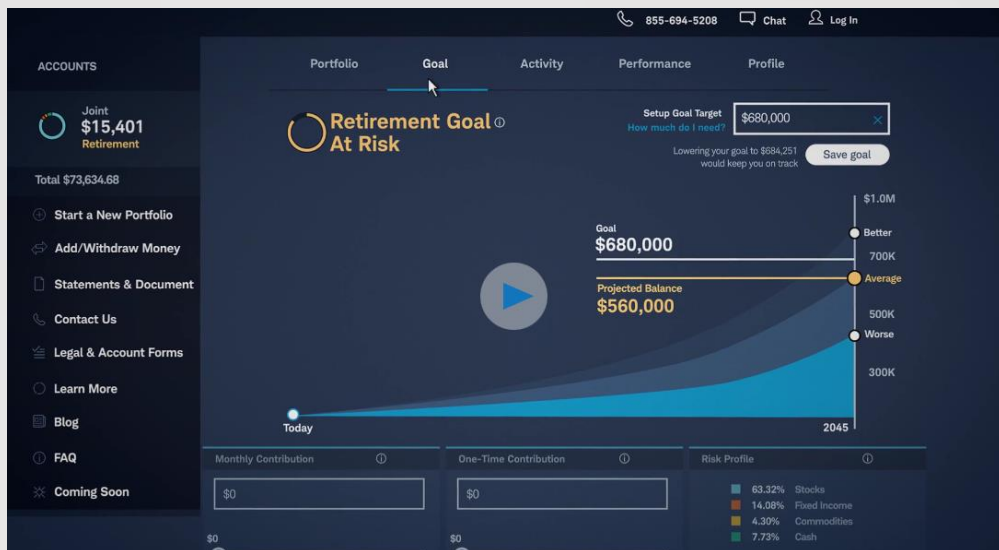 855-694-5208
Chat
Log In
ACCOUNTS
Joint
$15,401
Retirement
Total $73,634.68
Start a New Portfolio
Add/Withdraw Money
Statements & Document
Contact Us
Legal & Account Forms
Learn More
Blog
FAQ
Coming Soon
Portfolio
Goal
Activity
Performance
Profile
Retirement Goal
At Risk
Setup Goal Target
How much do I need?
$680,000
Lowering your goal to $684,251
would keep you on track
Save goal
$1.0M
Better
700K
Average
500K
Worse
300K
Goal
$680,000
Projected Balance
$560,000
Today
2045
Monthly Contribution
$0
$0
One-Time Contribution
$0
$0
Risk Profile
63.32% Stocks
14.08% Fixed Income
4.30% Commodities
7.73% Cash